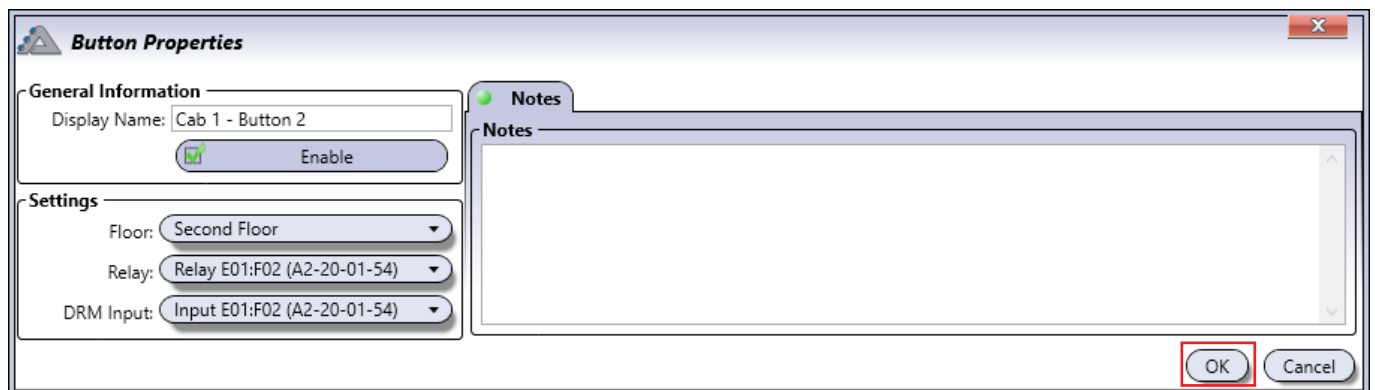 Button Properties
X
General Information
Display Name: Cab 1 - Button 2
Enable
Settings
Floor: Second Floor
Relay: Relay E01:F02 (A2-20-01-54)
DRM Input: Input E01:F02 (A2-20-01-54)
Notes
Notes
OK
Cancel